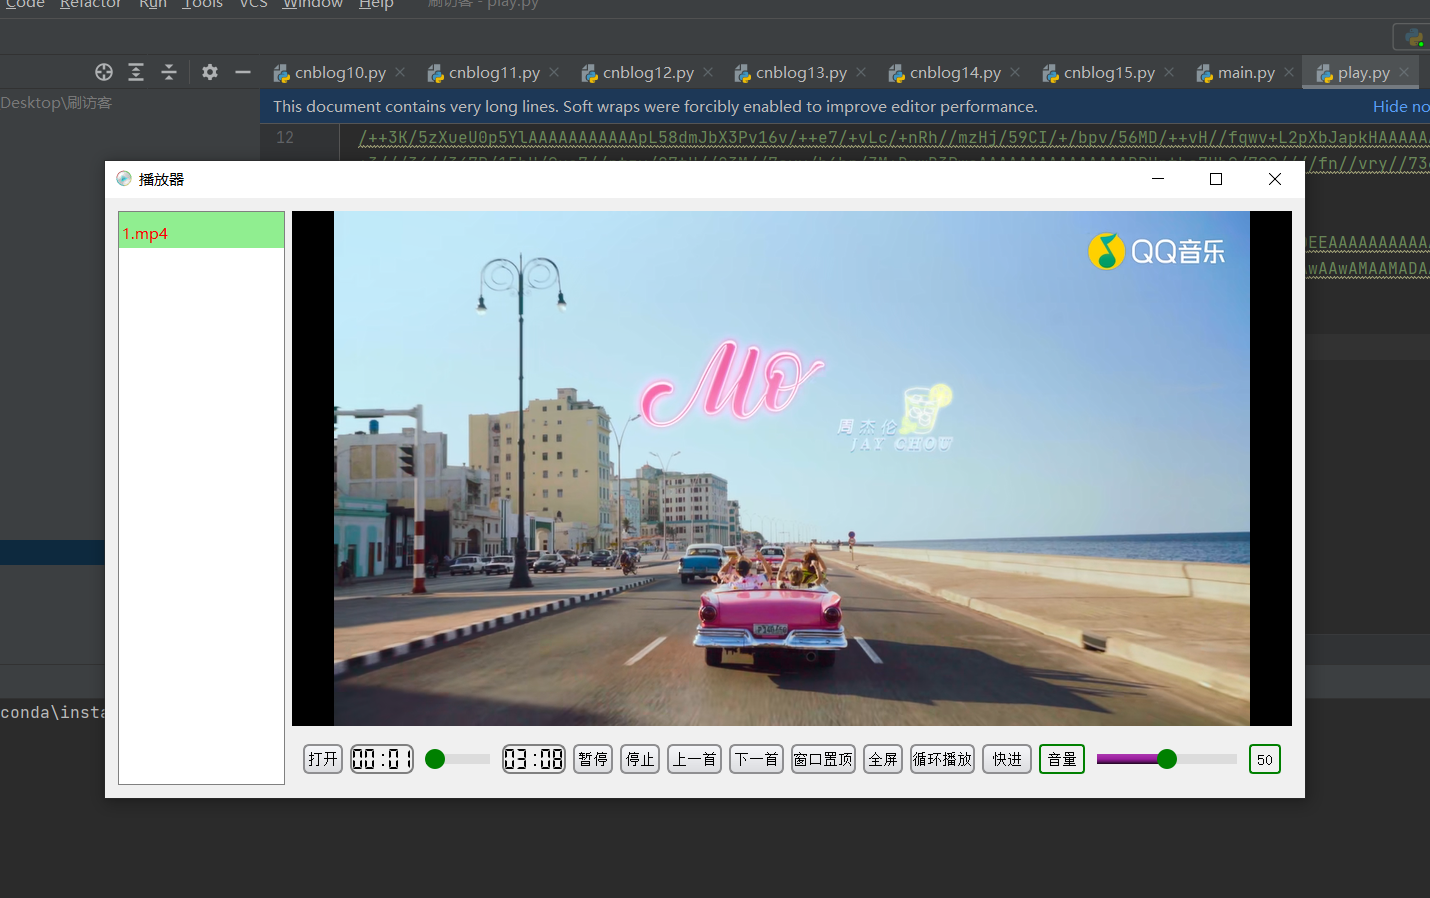 Code Refactor Run Tools VCS Window Help 刷访客 - play.py
cnblog10.py cnblog11.py cnblog12.py cnblog13.py cnblog14.py cnblog15.py main.py play.py
Desktop\刷访客
This document contains very long lines. Soft wraps were forcibly enabled to improve editor performance.
Hide no
12 /++3K/5zXueU0p5YlAAAAAAAAAAApL58dmJbX3Pv16v/++e7/+vLc/+nRh//mzHj/59CI/+/bpv/56MD/++vH//fqwv+L2pXbJapkHAAAAAA
播放器
1.mp4
QQ音乐
Mo
周杰伦
JAY CHOU
conda\insta
打开 00:01 03:08 暂停 停止 上一首 下一首 窗口置顶 全屏 循环播放 快进 音量 50